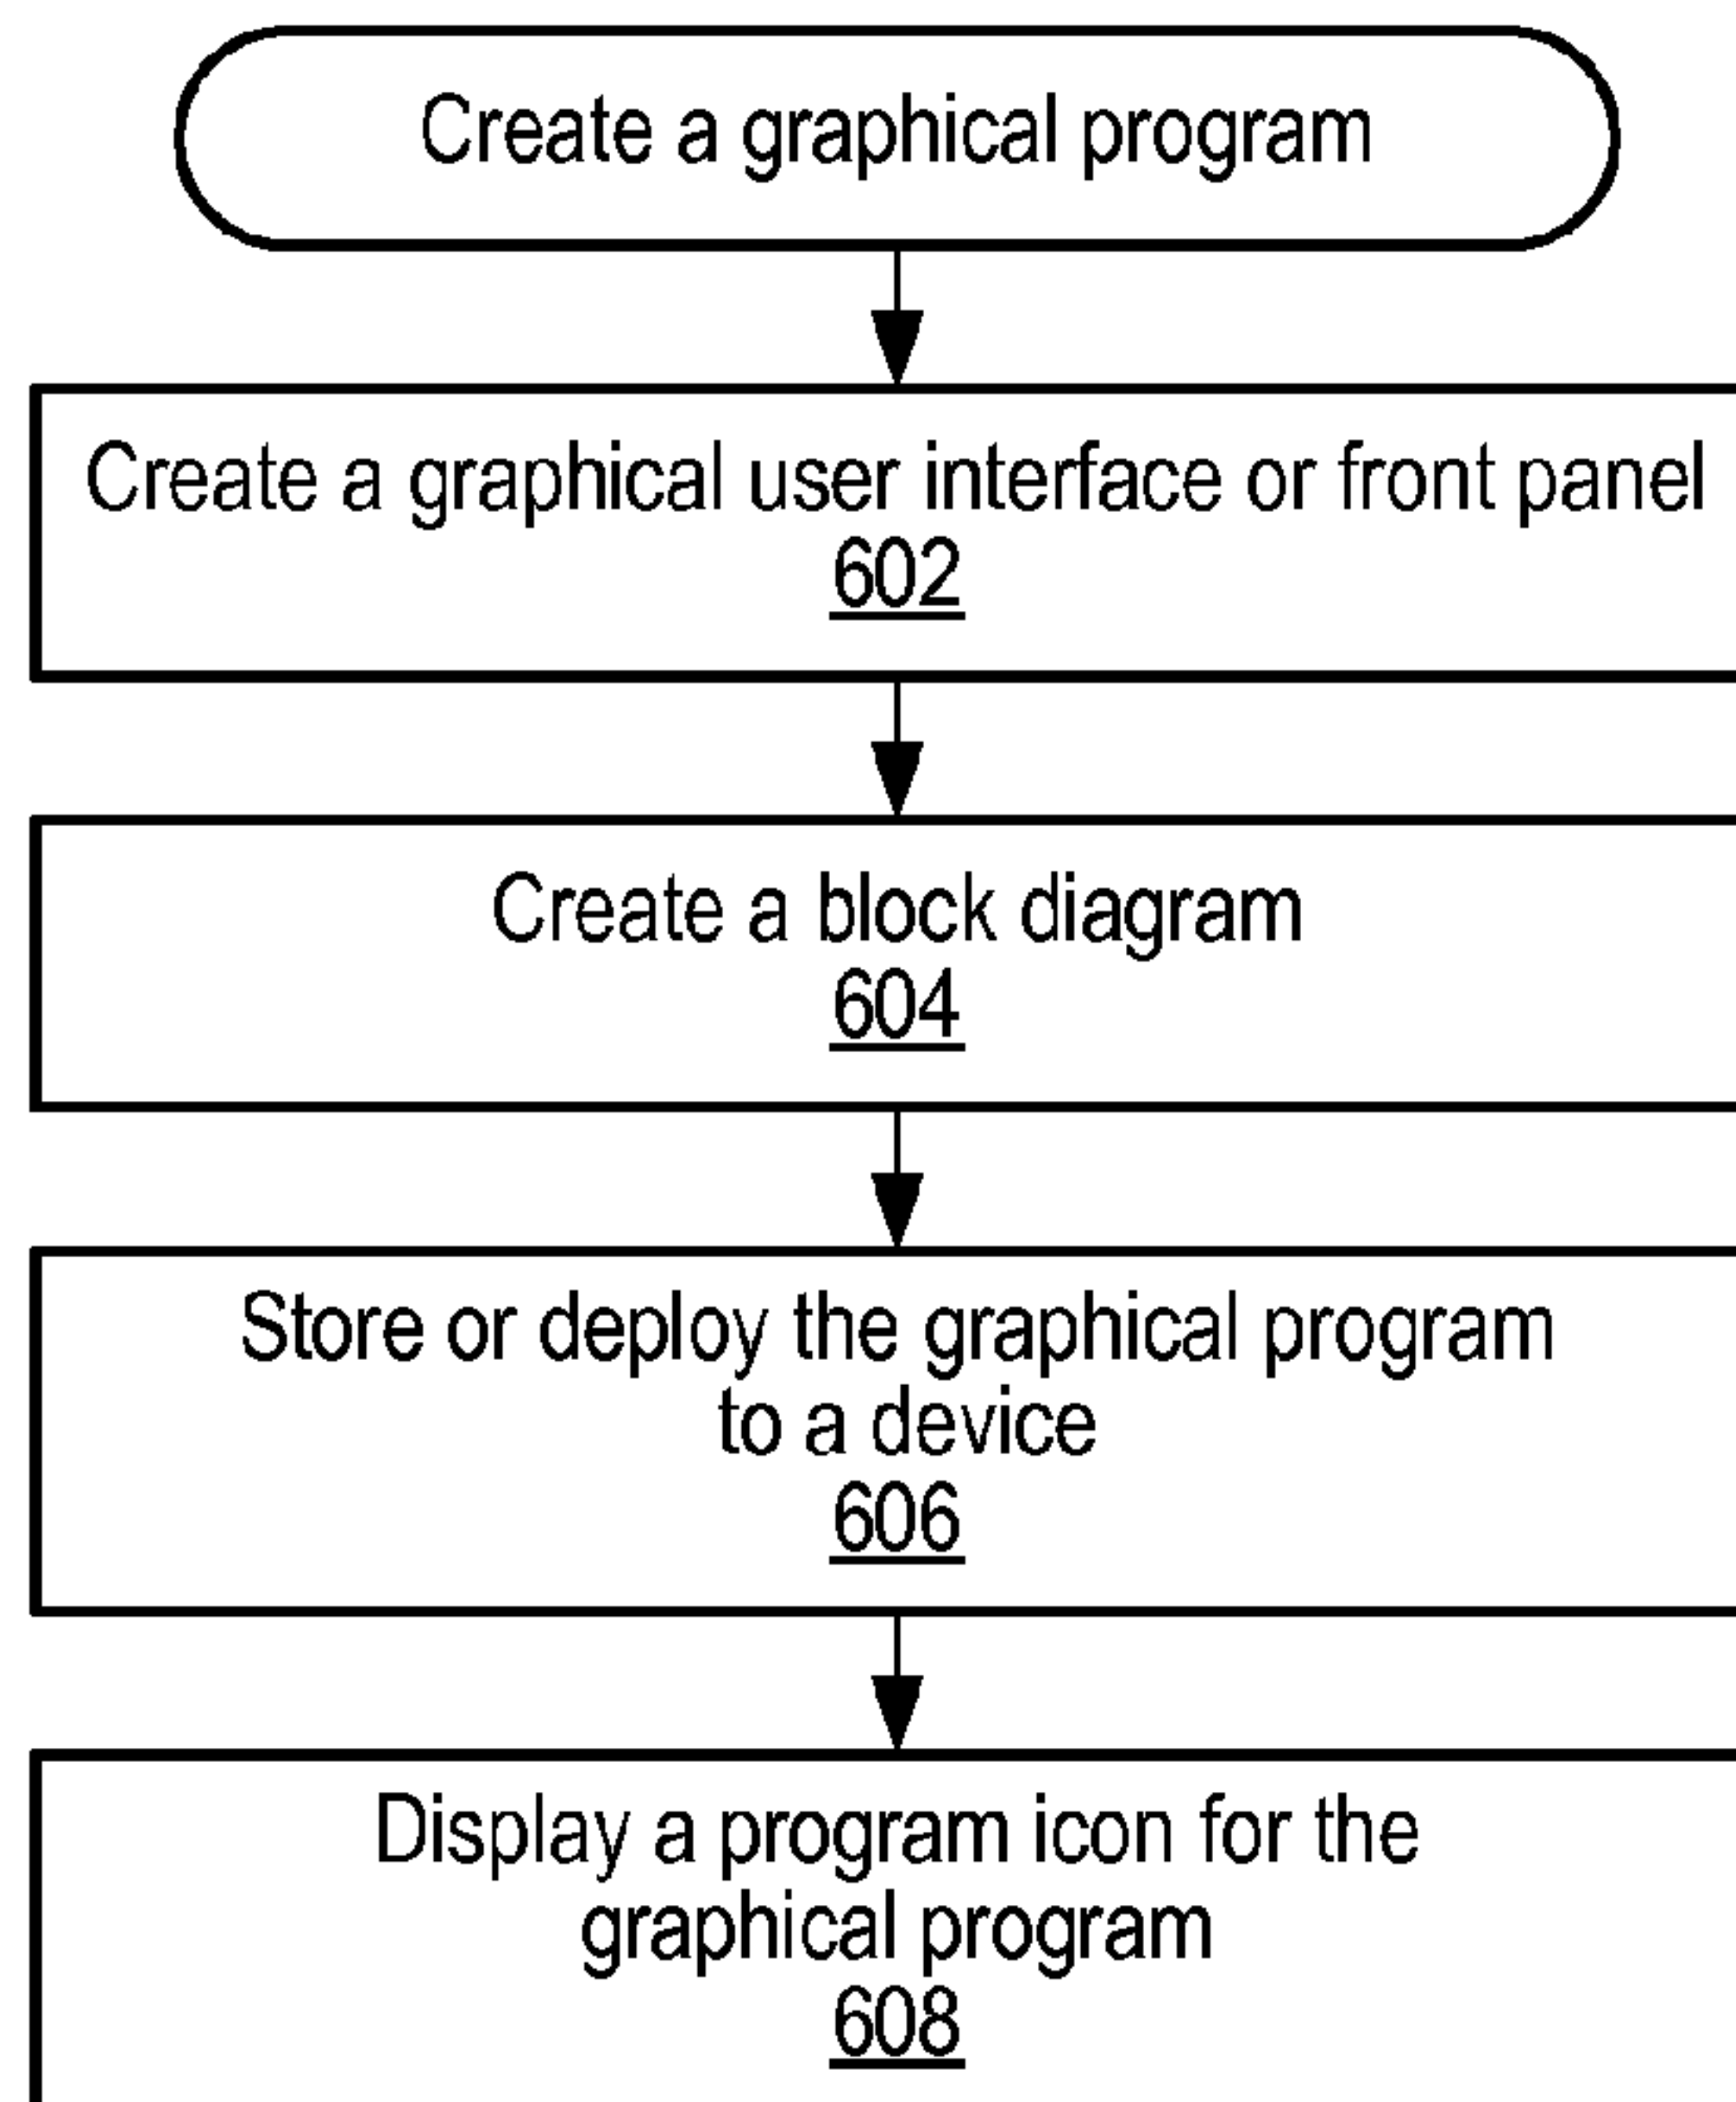 Create a graphical program
Create a graphical user interface or front panel
602
Create a block diagram
604
Store or deploy the graphical program
to a device
606
Display a program icon for the
graphical program
608